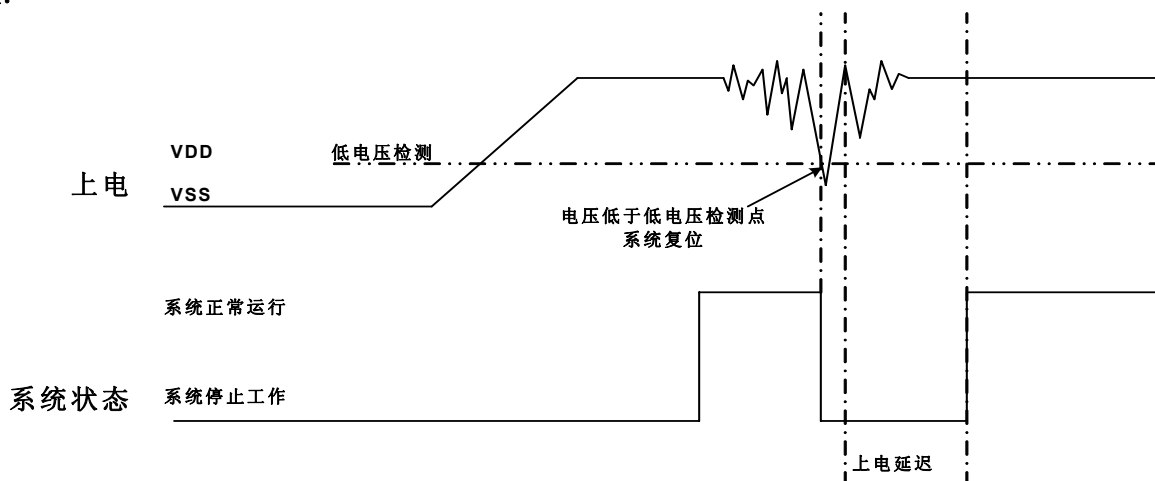 VDD
低电压检测
上电
VSS
电压低于低电压检测点
系统复位
系统正常运行
系统状态
系统停止工作
上电延迟